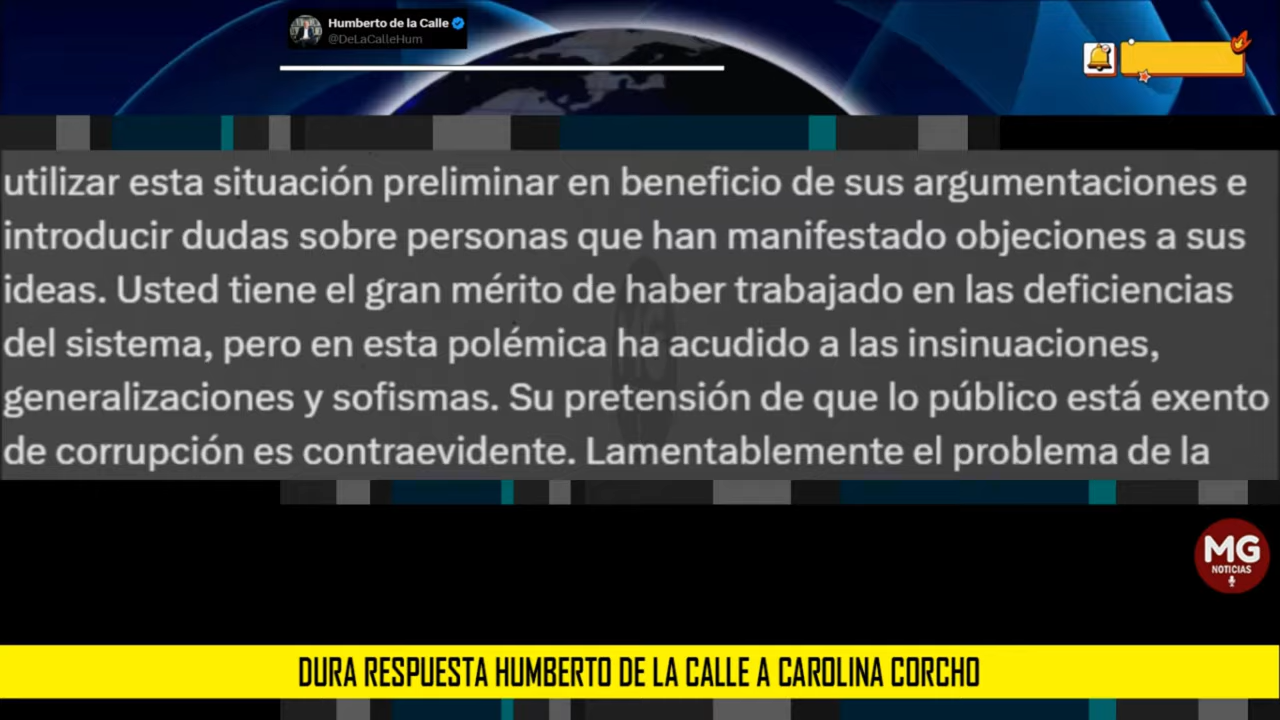 Humberto de la Calle
@DeLaCalleHum
utilizar esta situación preliminar en beneficio de sus argumentaciones e
introducir dudas sobre personas que han manifestado objeciones a sus
ideas. Usted tiene el gran mérito de haber trabajado en las deficiencias
del sistema, pero en esta polémica ha acudido a las insinuaciones,
generalizaciones y sofismas. Su pretensión de que lo público está exento
de corrupción es contraevidente. Lamentablemente el problema de la
MG
NOTICIAS
DURA RESPUESTA HUMBERTO DE LA CALLE A CAROLINA CORCHO